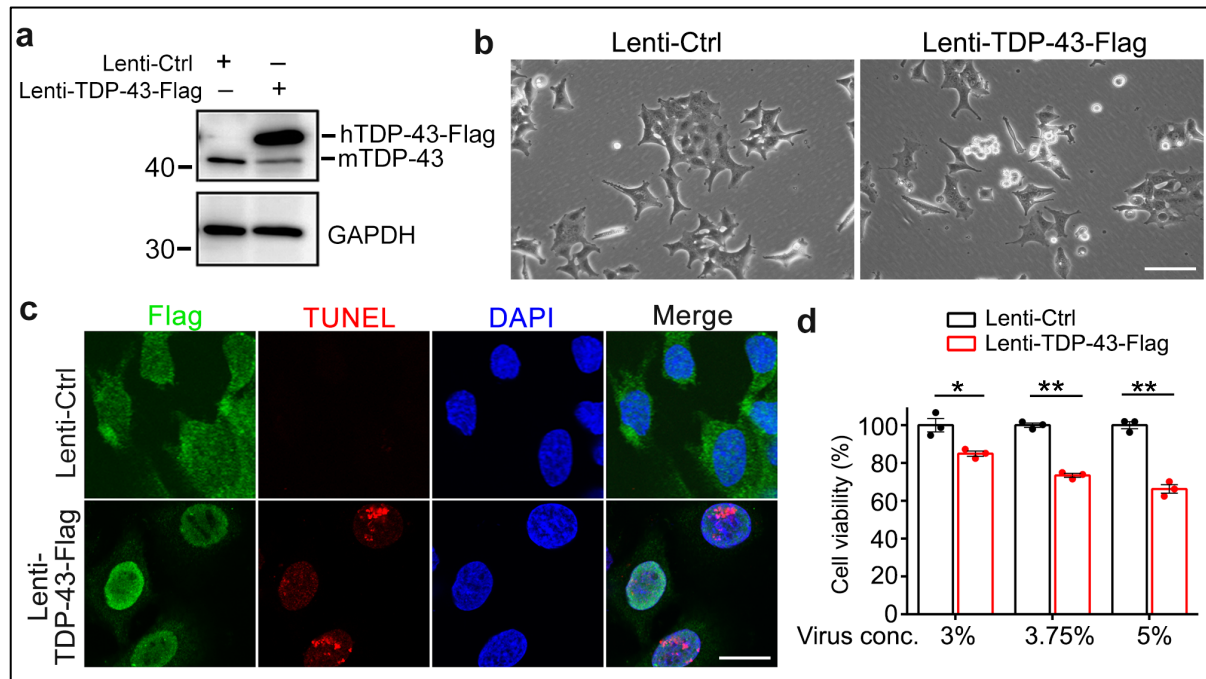 a
Lenti-Ctrl + –
Lenti-TDP-43-Flag – +
hTDP-43-Flag
mTDP-43
40
GAPDH
30
b
Lenti-Ctrl
Lenti-TDP-43-Flag
c
Flag
TUNEL
DAPI
Merge
Lenti-Ctrl
Lenti-
TDP-43-Flag
d
Lenti-Ctrl
Lenti-TDP-43-Flag
* ** **
Cell viability (%)
100
80
60
40
20
0
Virus conc. 3% 3.75% 5%